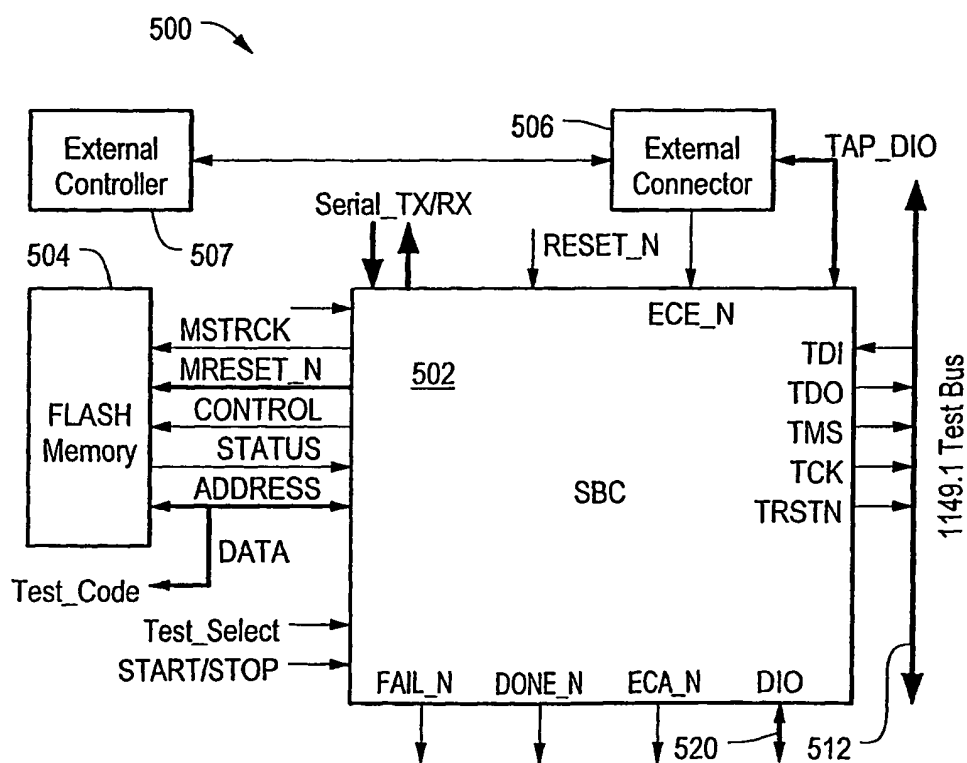 500
External
Controller
507
506
External
Connector
TAP_DIO
Serial_TX/RX
RESET_N
504
FLASH
Memory
MSTRCK
MRESET_N
CONTROL
STATUS
ADDRESS
DATA
Test_Code
Test_Select
START/STOP
502
SBC
ECE_N
TDI
TDO
TMS
TCK
TRSTN
1149.1 Test Bus
FAIL_N
DONE_N
ECA_N
DIO
520
512